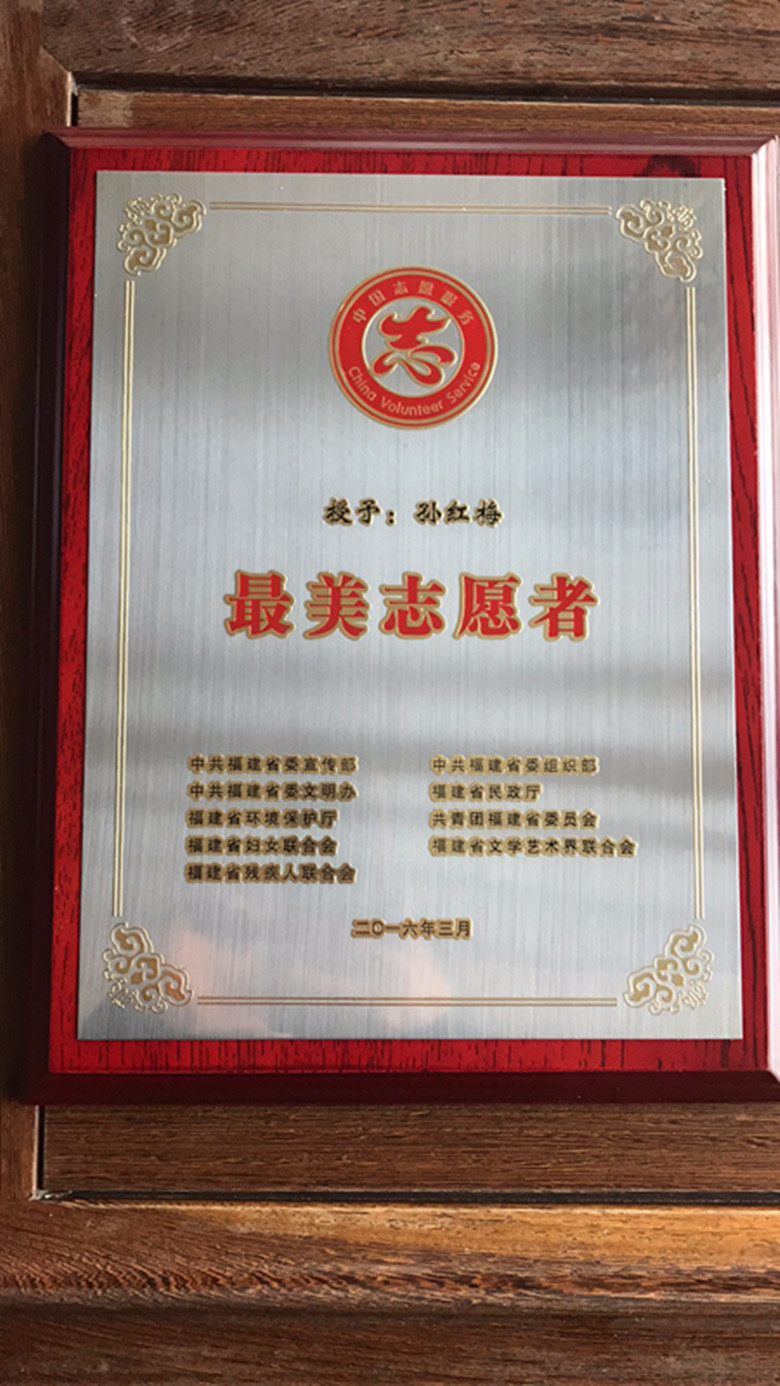 中国志愿服务
志
China Volunteer Service
授予：孙红梅
最美志愿者
中共福建省委宣传部 中共福建省委组织部
中共福建省委文明办 福建省民政厅
福建省环境保护厅 共青团福建省委员会
福建省妇女联合会 福建省文学艺术界联合会
福建省残疾人联合会
二〇一六年三月